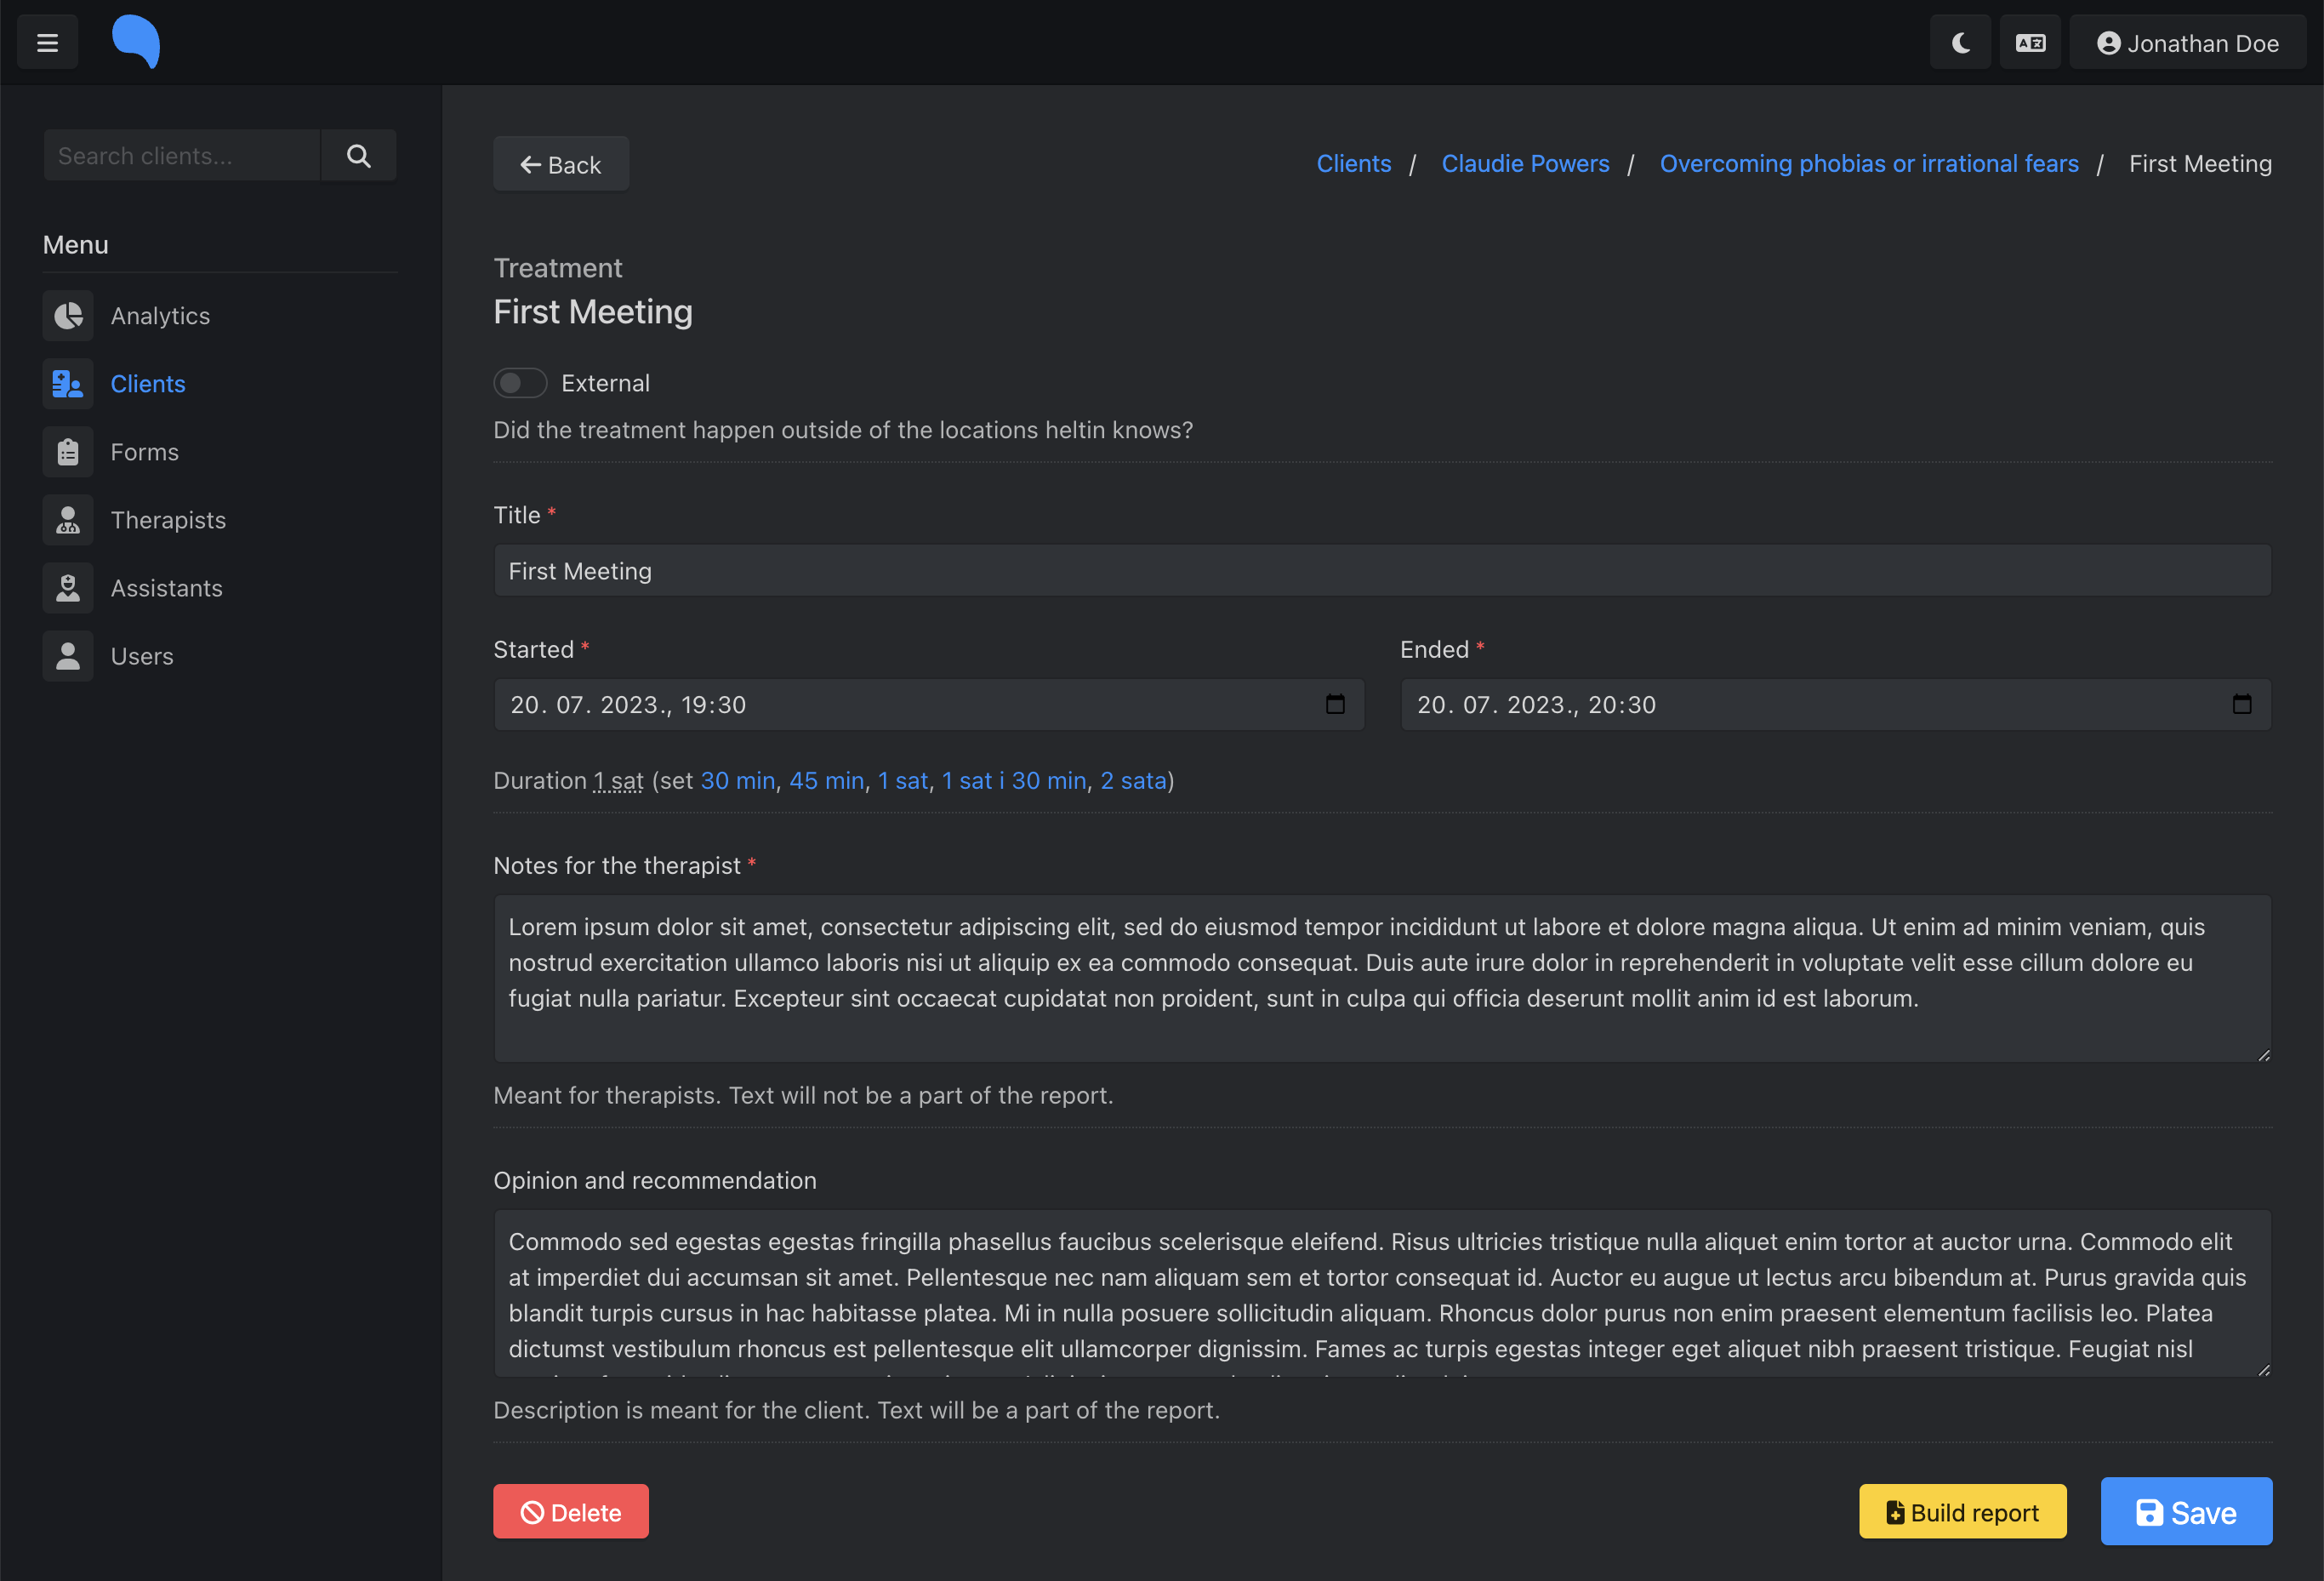 Jonathan Doe
Search clients...
Menu
Analytics
Clients
Forms
Therapists
Assistants
Users
Back
Clients / Claudie Powers / Overcoming phobias or irrational fears / First Meeting
Treatment
First Meeting
External
Did the treatment happen outside of the locations heltin knows?
Title *
First Meeting
Started *
20. 07. 2023., 19:30
Ended *
20. 07. 2023., 20:30
Duration 1 sat (set 30 min, 45 min, 1 sat, 1 sat i 30 min, 2 sata)
Notes for the therapist *
Lorem ipsum dolor sit amet, consectetur adipiscing elit, sed do eiusmod tempor incididunt ut labore et dolore magna aliqua. Ut enim ad minim veniam, quis
nostrud exercitation ullamco laboris nisi ut aliquip ex ea commodo consequat. Duis aute irure dolor in reprehenderit in voluptate velit esse cillum dolore eu
fugiat nulla pariatur. Excepteur sint occaecat cupidatat non proident, sunt in culpa qui officia deserunt mollit anim id est laborum.
Meant for therapists. Text will not be a part of the report.
Opinion and recommendation
Commodo sed egestas egestas fringilla phasellus faucibus scelerisque eleifend. Risus ultricies tristique nulla aliquet enim tortor at auctor urna. Commodo elit
at imperdiet dui accumsan sit amet. Pellentesque nec nam aliquam sem et tortor consequat id. Auctor eu augue ut lectus arcu bibendum at. Purus gravida quis
blandit turpis cursus in hac habitasse platea. Mi in nulla posuere sollicitudin aliquam. Rhoncus dolor purus non enim praesent elementum facilisis leo. Platea
dictumst vestibulum rhoncus est pellentesque elit ullamcorper dignissim. Fames ac turpis egestas integer eget aliquet nibh praesent tristique. Feugiat nisl
Description is meant for the client. Text will be a part of the report.
Delete
Build report
Save